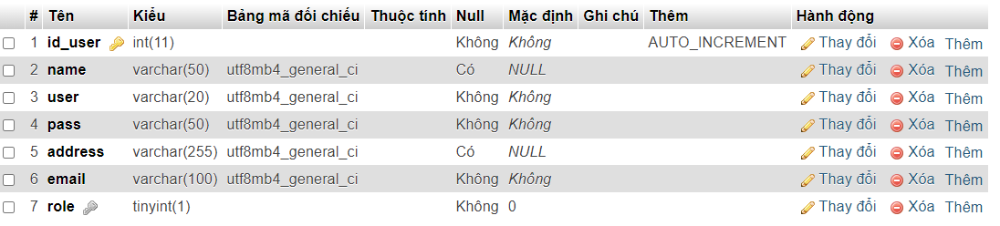 # Tên Kiểu Bảng mã đối chiếu Thuộc tính Null Mặc định Ghi chú Thêm Hành động
1 id_user int(11) Không Không AUTO_INCREMENT Thay đổi Xóa Thêm
2 name varchar(50) utf8mb4_general_ci Có NULL Thay đổi Xóa Thêm
3 user varchar(20) utf8mb4_general_ci Không Không Thay đổi Xóa Thêm
4 pass varchar(50) utf8mb4_general_ci Không Không Thay đổi Xóa Thêm
5 address varchar(255) utf8mb4_general_ci Có NULL Thay đổi Xóa Thêm
6 email varchar(100) utf8mb4_general_ci Không Không Thay đổi Xóa Thêm
7 role tinyint(1) Không 0 Thay đổi Xóa Thêm